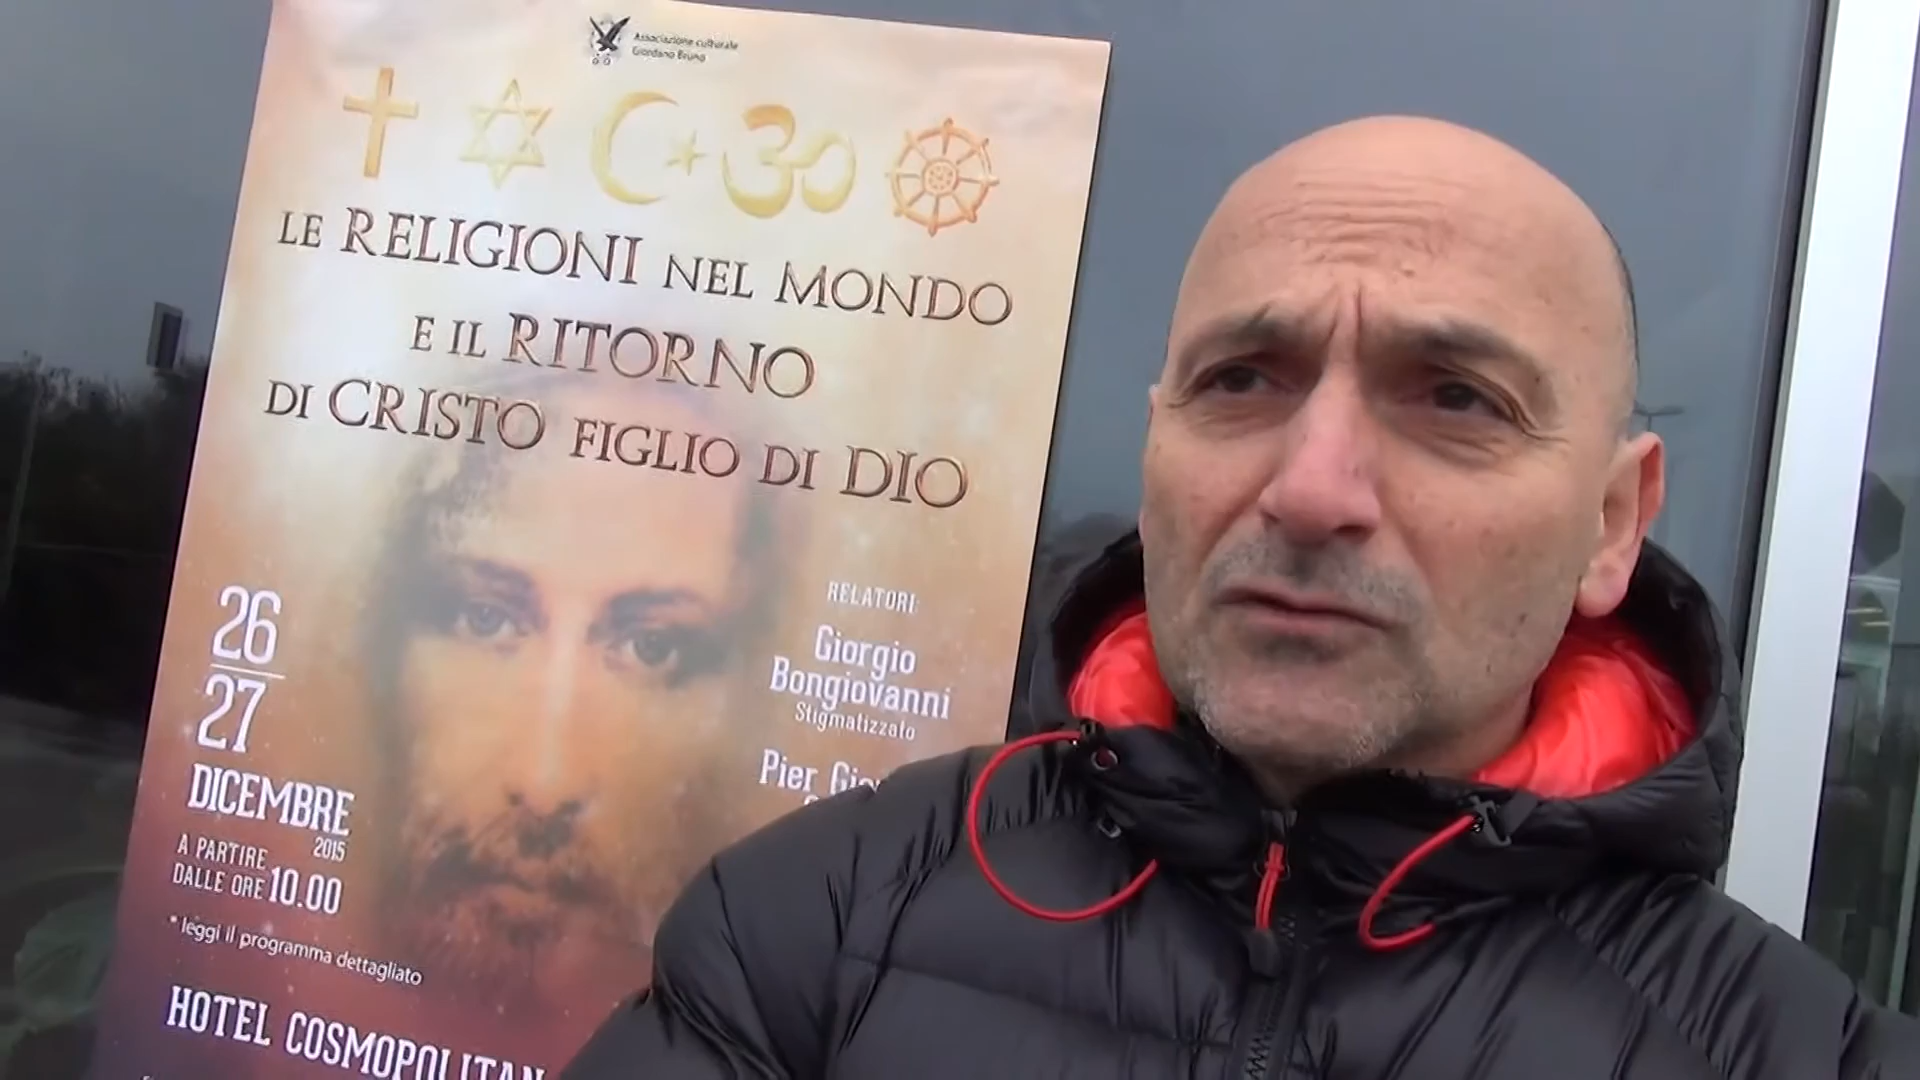 Associazione culturale
Giordano Bruno
LE RELIGIONI NEL MONDO
E IL RITORNO
DI CRISTO FIGLIO DI DIO
RELATORI:
Giorgio
Bongiovanni
Stigmatizzato
Pier
26
27
DICEMBRE
2015
A PARTIRE
DALLE ORE 10.00
* leggi il programma dettagliato
HOTEL COSMOPOLITAN